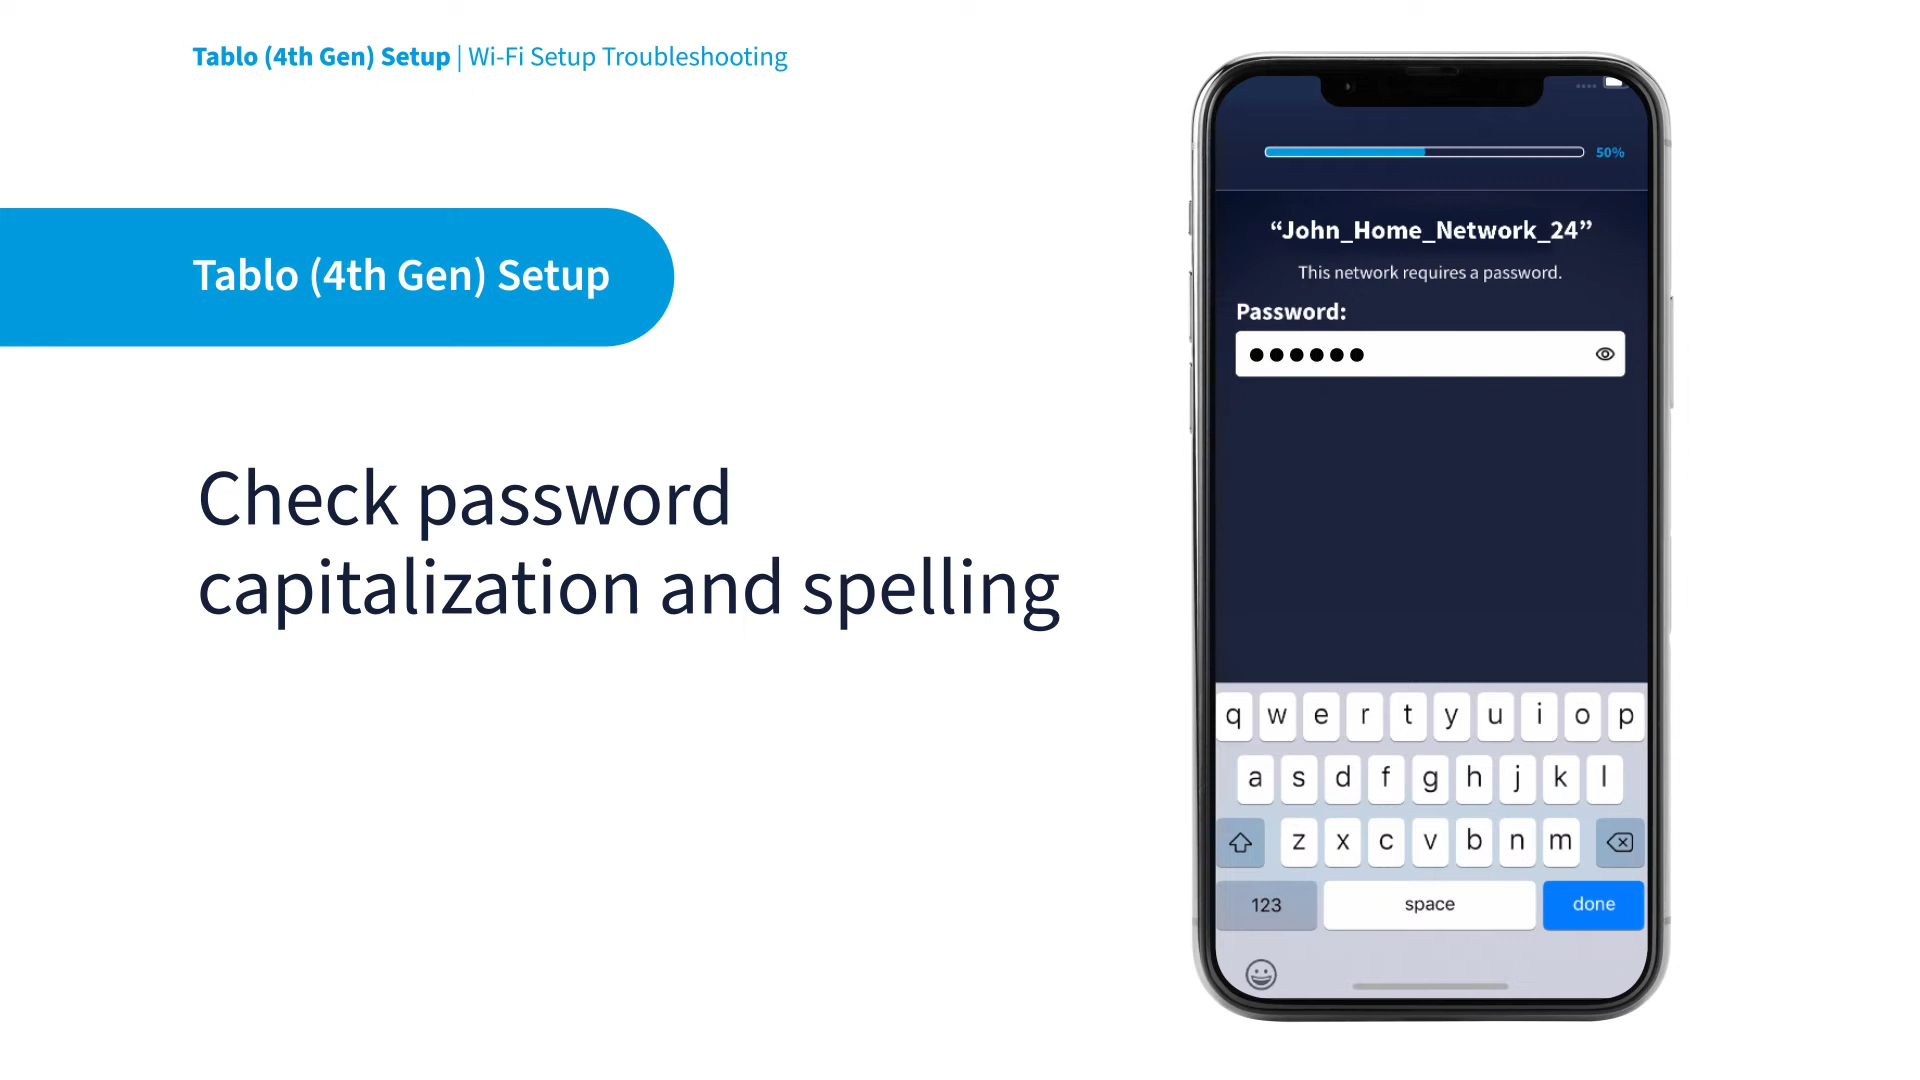 Tablo (4th Gen) Setup | Wi-Fi Setup Troubleshooting
Tablo (4th Gen) Setup
Check password
capitalization and spelling
50%
“John_Home_Network_24”
This network requires a password.
Password:
q w e r t y u i o p
a s d f g h j k l
z x c v b n m
123 space done